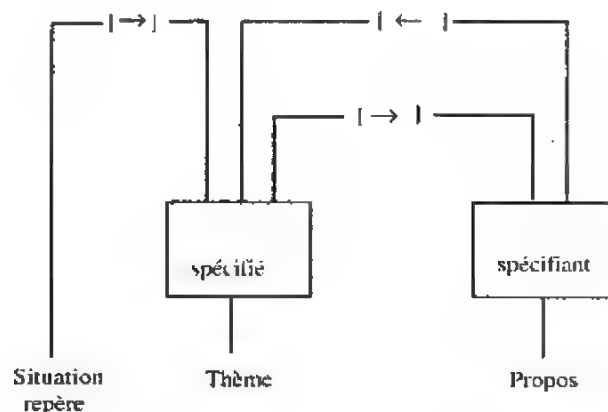 [ → ]
[ ← ]
[ → ]
spécifié
spécifiant
Situation
repère
Thème
Propos